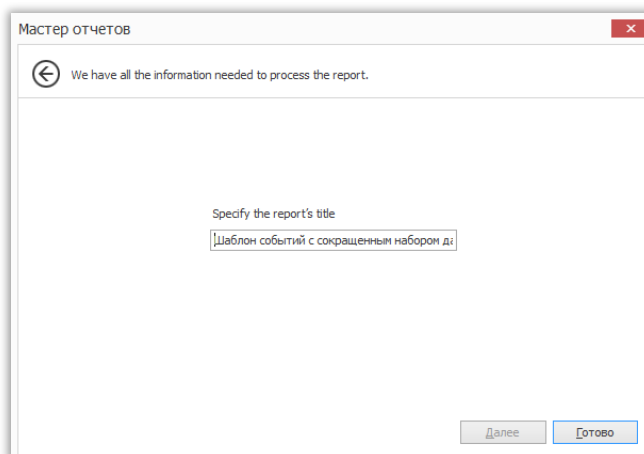 Мастер отчетов
We have all the information needed to process the report.
Specify the report's title
Шаблон событий с сокращенным набором
Далее
Готово